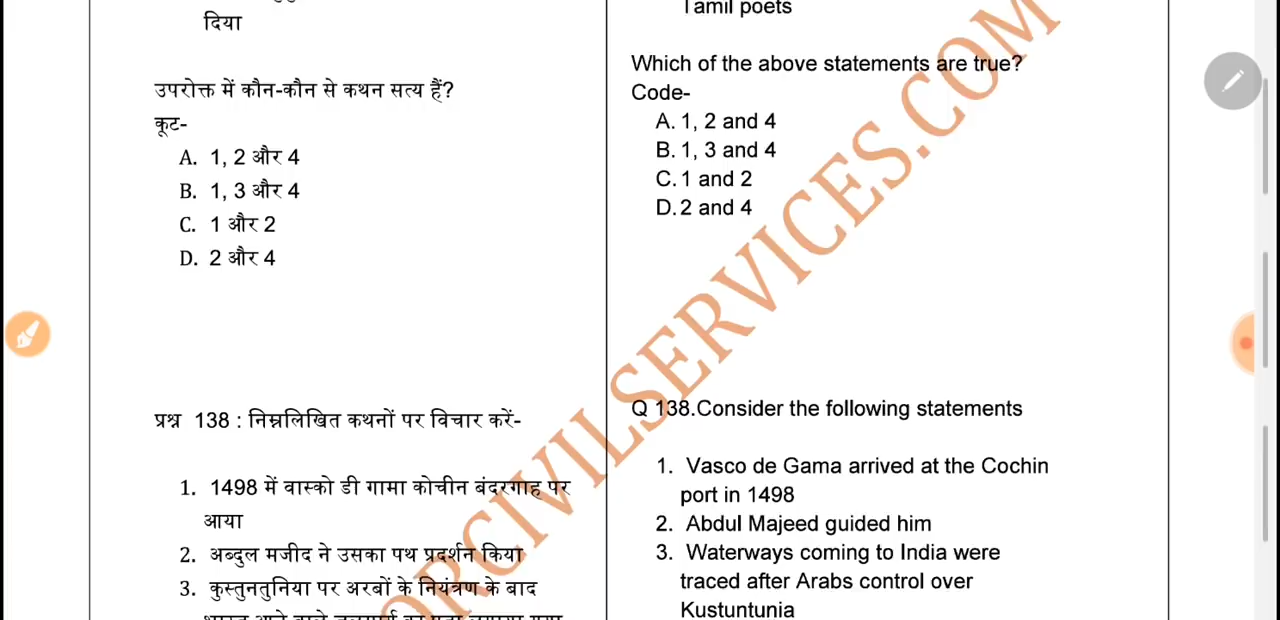 दिया
उपरोक्त में कौन-कौन से कथन सत्य हैं?
कूट-
A. 1, 2 और 4
B. 1, 3 और 4
C. 1 और 2
D. 2 और 4
प्रश्न 138 : निम्नलिखित कथनों पर विचार करें-
1. 1498 में वास्को डी गामा कोचीन बंदरगाह पर
आया
2. अब्दुल मजीद ने उसका पथ प्रदर्शन किया
3. कुस्तुनतुनिया पर अरबों के नियंत्रण के बाद
Tamil poets
Which of the above statements are true?
Code-
A. 1, 2 and 4
B. 1, 3 and 4
C. 1 and 2
D. 2 and 4
Q 138.Consider the following statements
1. Vasco de Gama arrived at the Cochin
port in 1498
2. Abdul Majeed guided him
3. Waterways coming to India were
traced after Arabs control over
Kustuntunia
ORCIVILSERVICES.COM